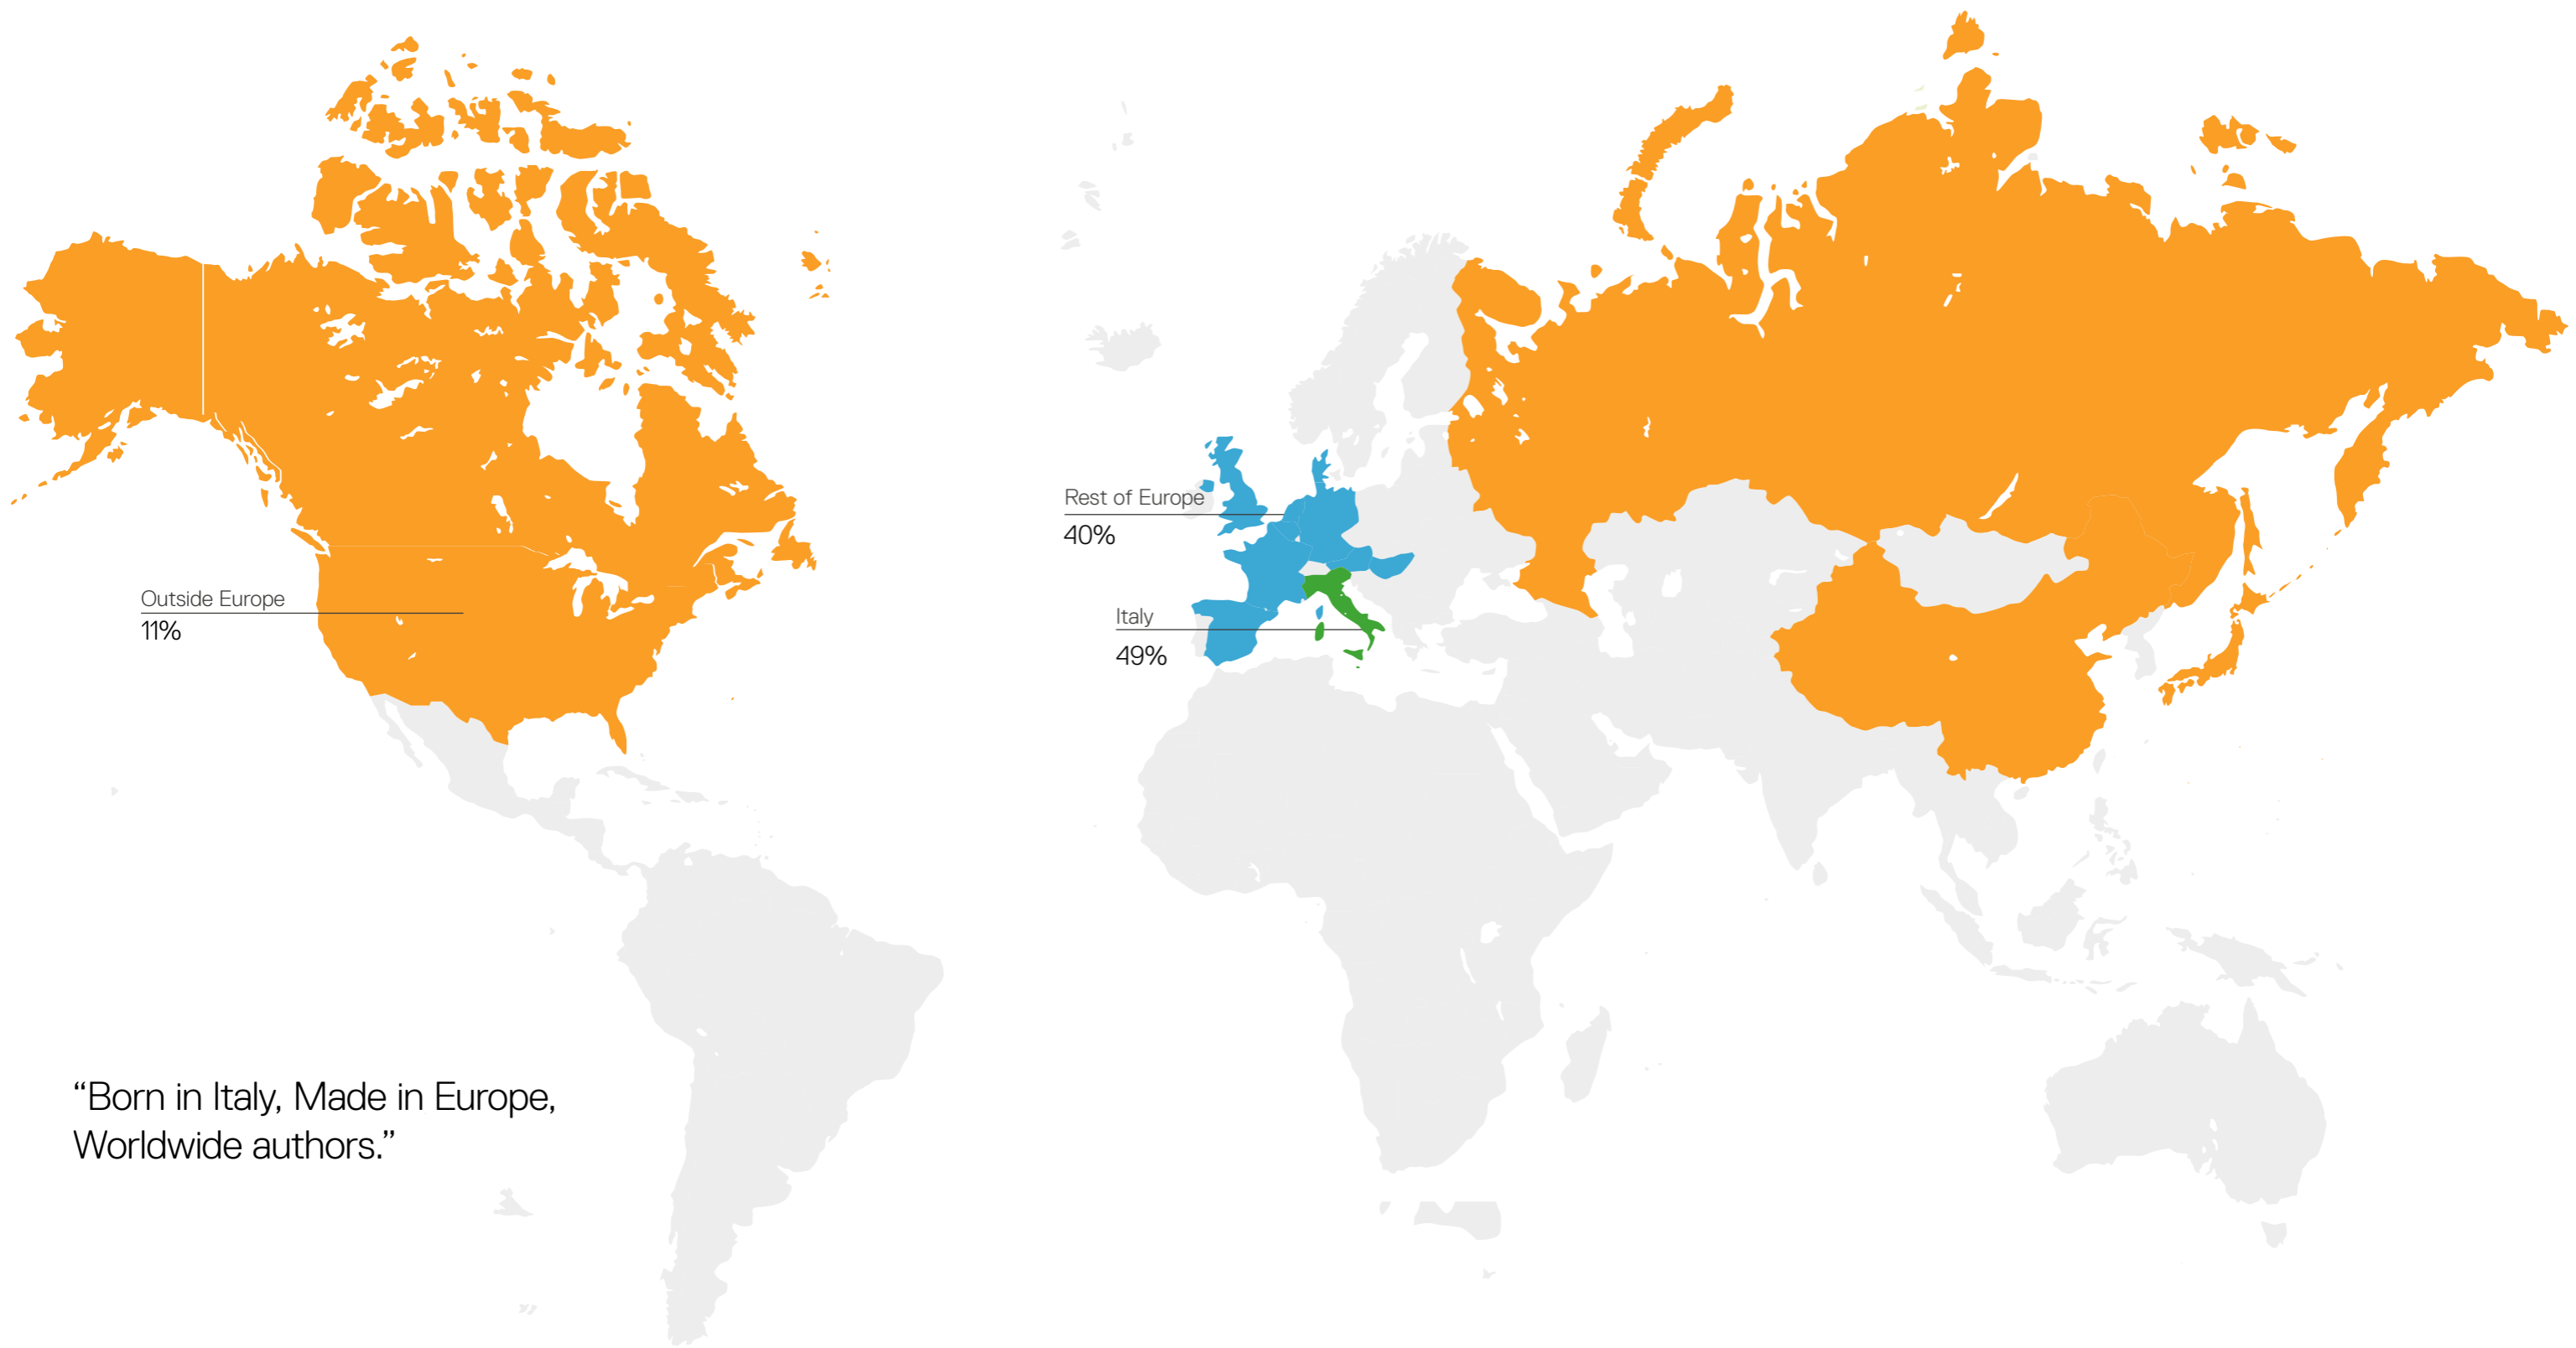 Rest of Europe
40%
Outside Europe
11%
Italy
49%
“Born in Italy, Made in Europe,
Worldwide authors.”